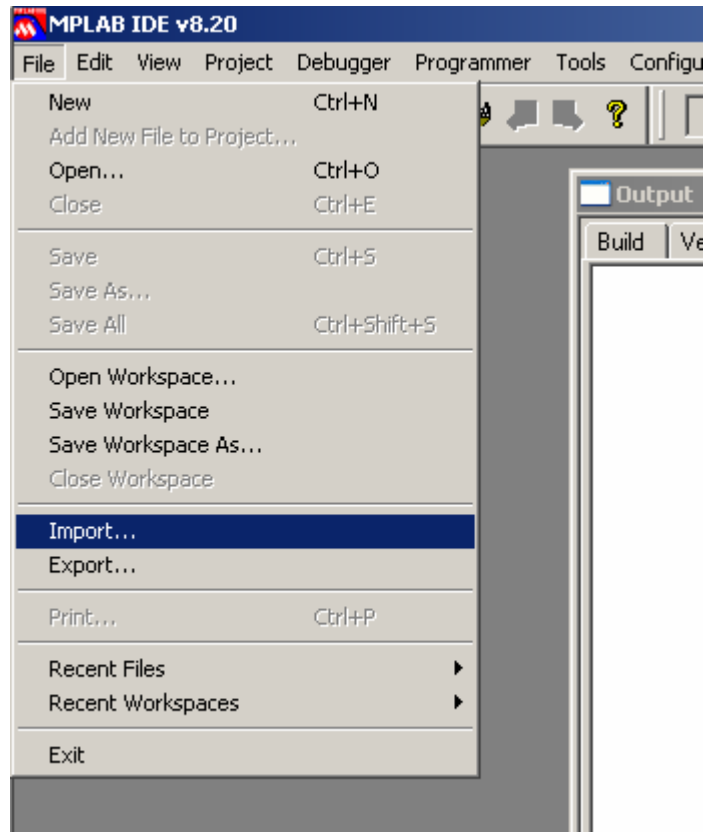 MPLAB IDE v8.20
File Edit View Project Debugger Programmer Tools Configu
New Ctrl+N
Add New File to Project...
Open... Ctrl+O
Close Ctrl+E
Save Ctrl+S
Save As...
Save All Ctrl+Shift+S
Open Workspace...
Save Workspace
Save Workspace As...
Close Workspace
Import...
Export...
Print... Ctrl+P
Recent Files
Recent Workspaces
Exit
Output
Build Ve